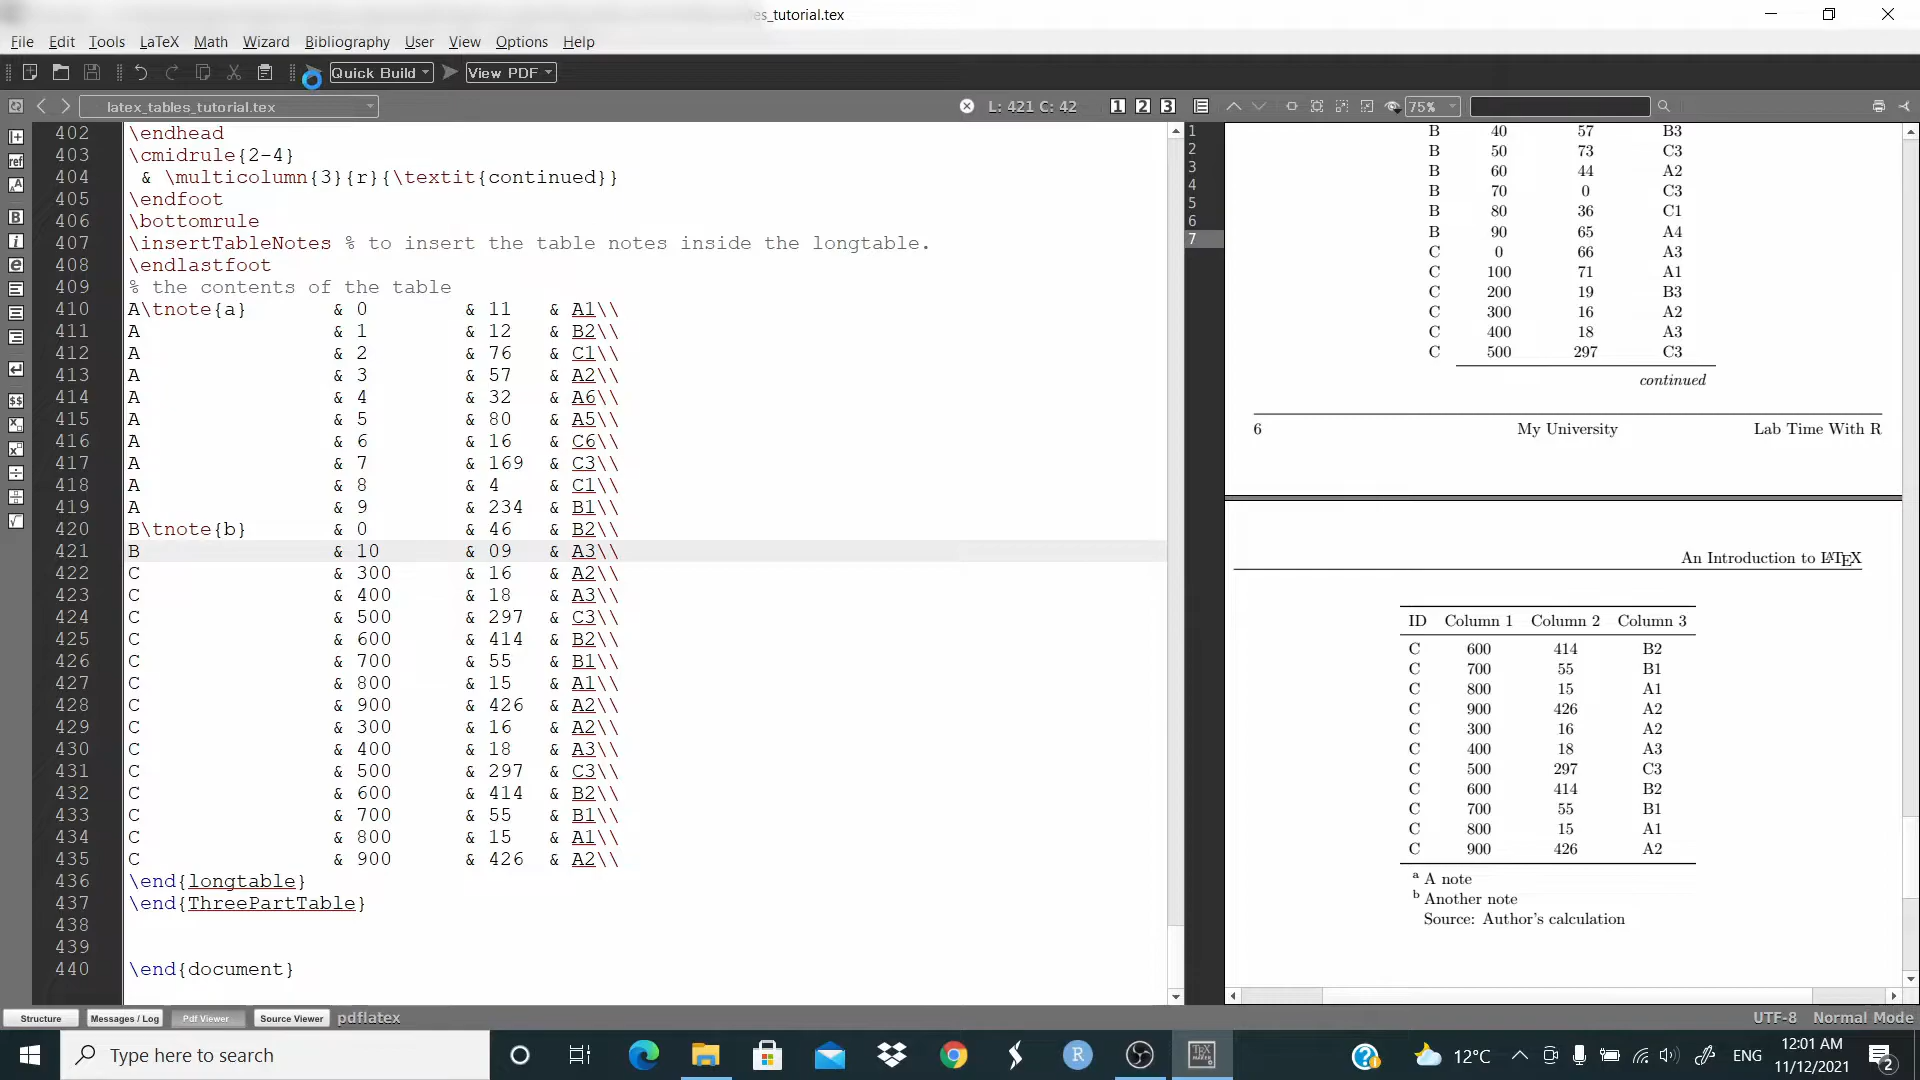 es_tutorial.tex
File Edit Tools LaTeX Math Wizard Bibliography User View Options Help
Quick Build View PDF
latex_tables_tutorial.tex L: 421 C: 42 1 2 3 75%
402 \endhead
403 \cmidrule{2-4}
404 & \multicolumn{3}{r}{\textit{continued}}
405 \endfoot
406 \bottomrule
407 \insertTableNotes % to insert the table notes inside the longtable.
408 \endlastfoot
409 % the contents of the table
410 A\tnote{a} & 0 & 11 & A1\\
411 A & 1 & 12 & B2\\
412 A & 2 & 76 & C1\\
413 A & 3 & 57 & A2\\
414 A & 4 & 32 & A6\\
415 A & 5 & 80 & A5\\
416 A & 6 & 16 & C6\\
417 A & 7 & 169 & C3\\
418 A & 8 & 4 & C1\\
419 A & 9 & 234 & B1\\
420 B\tnote{b} & 0 & 46 & B2\\
421 B & 10 & 09 & A3\\
422 C & 300 & 16 & A2\\
423 C & 400 & 18 & A3\\
424 C & 500 & 297 & C3\\
425 C & 600 & 414 & B2\\
426 C & 700 & 55 & B1\\
427 C & 800 & 15 & A1\\
428 C & 900 & 426 & A2\\
429 C & 300 & 16 & A2\\
430 C & 400 & 18 & A3\\
431 C & 500 & 297 & C3\\
432 C & 600 & 414 & B2\\
433 C & 700 & 55 & B1\\
434 C & 800 & 15 & A1\\
435 C & 900 & 426 & A2\\
436 \end{longtable}
437 \end{ThreePartTable}
438
439
440 \end{document}
1
2
3
4
5
6
7
B 40 57 B3
B 50 73 C3
B 60 44 A2
B 70 0 C3
B 80 36 C1
B 90 65 A4
C 0 66 A3
C 100 71 A1
C 200 19 B3
C 300 16 A2
C 400 18 A3
C 500 297 C3
continued
6 My University Lab Time With R
An Introduction to LATEX
ID Column 1 Column 2 Column 3
C 600 414 B2
C 700 55 B1
C 800 15 A1
C 900 426 A2
C 300 16 A2
C 400 18 A3
C 500 297 C3
C 600 414 B2
C 700 55 B1
C 800 15 A1
C 900 426 A2
a A note
b Another note
Source: Author's calculation
Structure Messages / Log Pdf Viewer Source Viewer pdflatex UTF-8 Normal Mode
Type here to search 12°C ENG 12:01 AM
11/12/2021 2